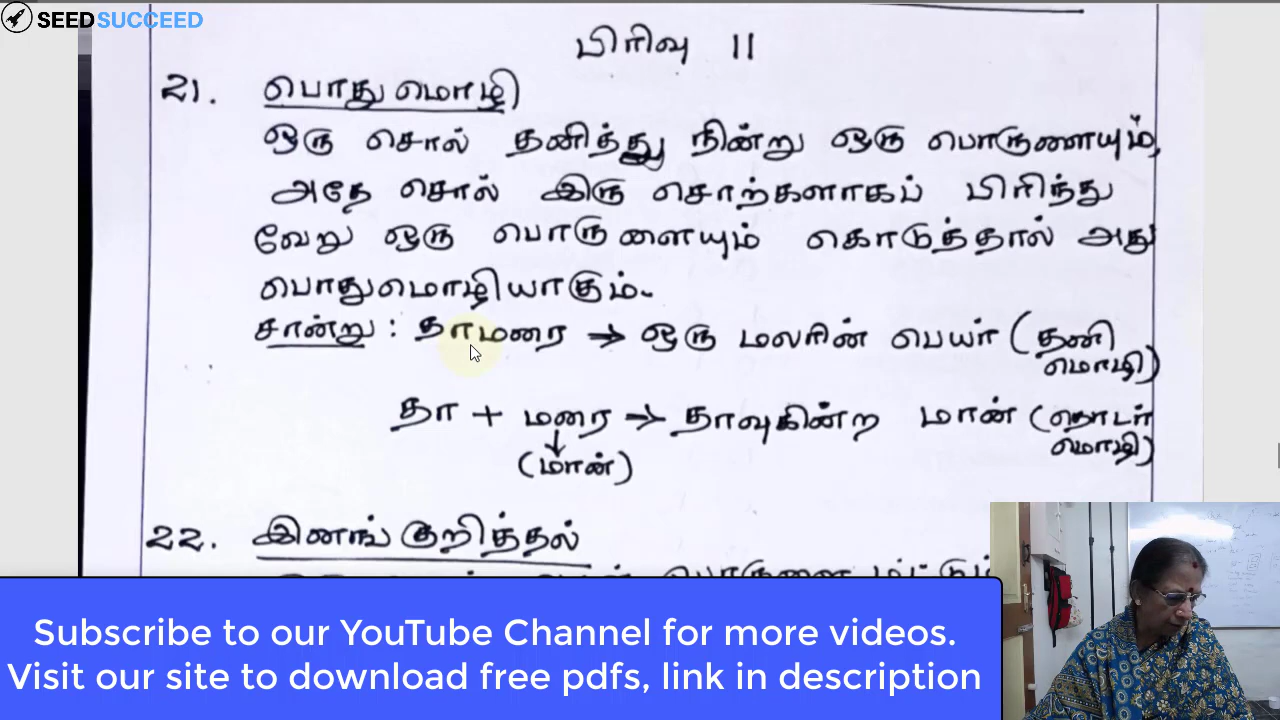 SEEDSUCCEED
பிரிவு II
21. பொதுமொழி
ஒரு சொல் தனித்து நின்று ஒரு பொருளையும்,
அதே சொல் இரு சொற்களாகப் பிரிந்து
வேறு ஒரு பொருளையும் கொடுத்தால் அது
பொதுமொழியாகும்.
சான்று : தாமரை → ஒரு மலரின் பெயர் (தனி
மொழி)
தா + மரை → தாவுகின்ற மான் (தொடர்
மொழி)
(மான்)
22. இனங்குறித்தல்
Subscribe to our YouTube Channel for more videos.
Visit our site to download free pdfs, link in description